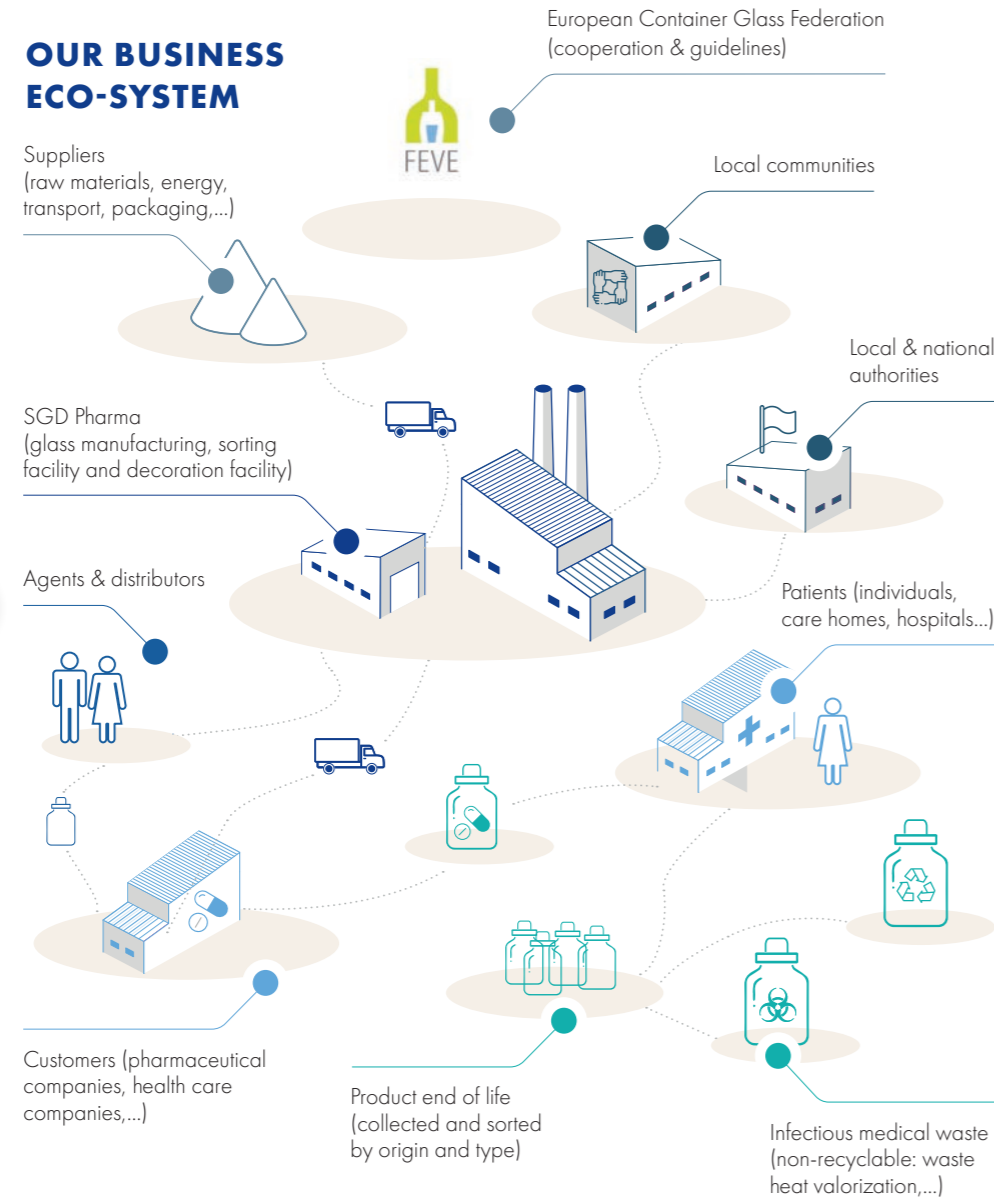 OUR BUSINESS
ECO-SYSTEM
European Container Glass Federation
(cooperation & guidelines)
FEVE
Suppliers
(raw materials, energy,
transport, packaging,...)
Local communities
Local & national
authorities
SGD Pharma
(glass manufacturing, sorting
facility and decoration facility)
Agents & distributors
Patients (individuals,
care homes, hospitals...)
Customers (pharmaceutical
companies, health care
companies,...)
Product end of life
(collected and sorted
by origin and type)
Infectious medical waste
(non-recyclable: waste
heat valorization,...)